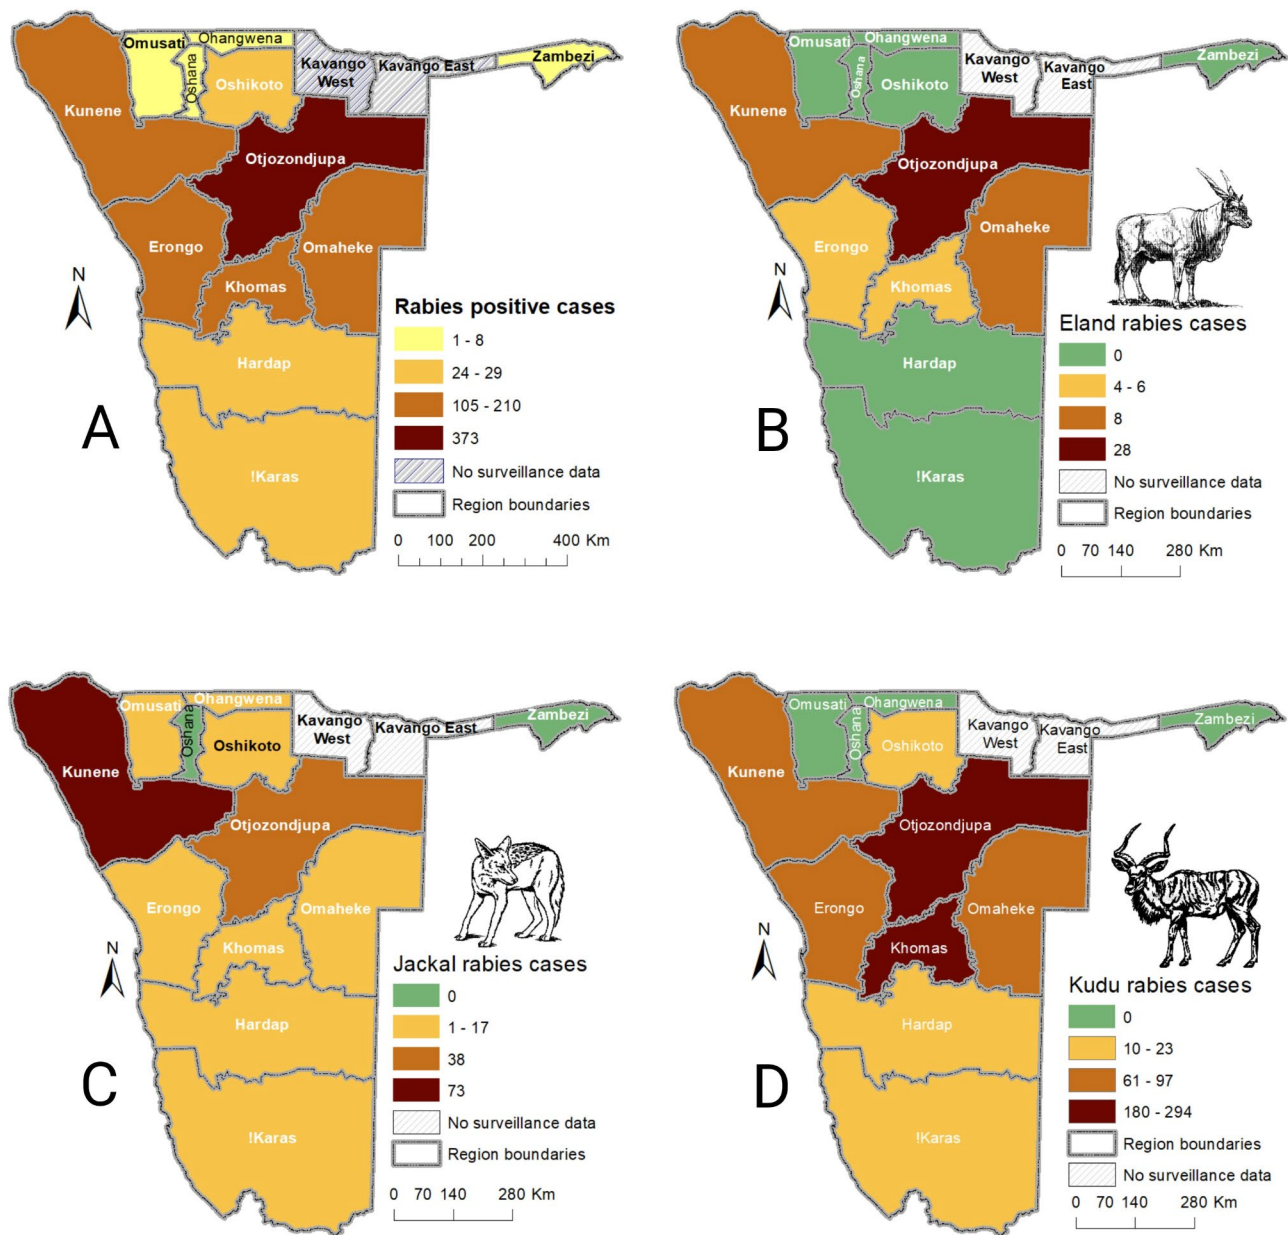 Omusati
Ohangwena
Oshana
Oshikoto
Kavango
West
Kavango East
Zambezi
Kunene
Otjozondjupa
Erongo
Omaheke
Khomas
Hardap
!Karas
N
A
Rabies positive cases
1 - 8
24 - 29
105 - 210
373
No surveillance data
Region boundaries
0 100 200 400 Km
Omusati
Ohangwena
Oshana
Oshikoto
Kavango
West
Kavango
East
Zambezi
Kunene
Otjozondjupa
Erongo
Omaheke
Khomas
Hardap
!Karas
N
B
Eland rabies cases
0
4 - 6
8
28
No surveillance data
Region boundaries
0 70 140 280 Km
Omusati
Ohangwena
Oshana
Oshikoto
Kavango
West
Kavango East
Zambezi
Kunene
Otjozondjupa
Erongo
Omaheke
Khomas
Hardap
!Karas
N
C
Jackal rabies cases
0
1 - 17
38
73
No surveillance data
Region boundaries
0 70 140 280 Km
Omusati
Ohangwena
Oshana
Oshikoto
Kavango
West
Kavango
East
Zambezi
Kunene
Otjozondjupa
Erongo
Omaheke
Khomas
Hardap
!Karas
N
D
Kudu rabies cases
0
10 - 23
61 - 97
180 - 294
Region boundaries
No surveillance data
0 70 140 280 Km